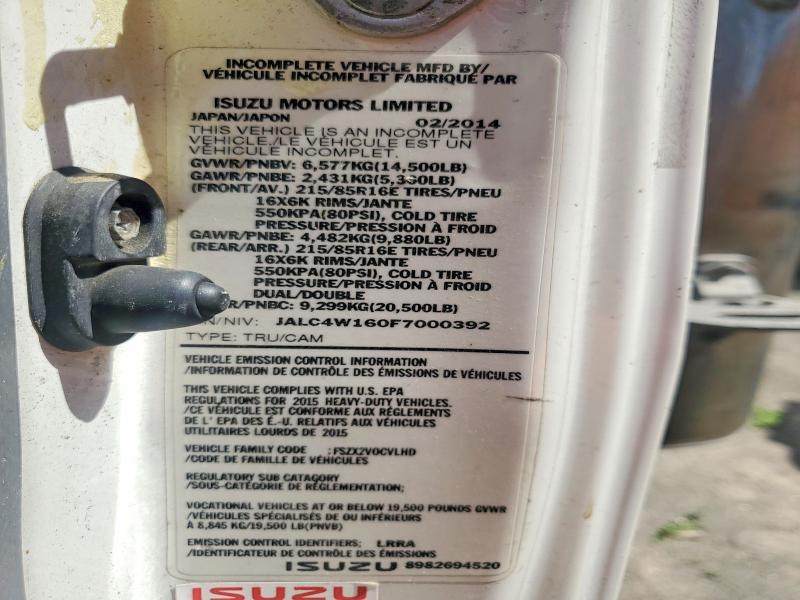 INCOMPLETE VEHICLE MFD BY/
VÉHICULE INCOMPLET FABRIQUÉ PAR
ISUZU MOTORS LIMITED
JAPAN/JAPON 02/2014
THIS VEHICLE IS AN INCOMPLETE
VEHICLE./LE VÉHICULE EST UN
VÉHICULE INCOMPLET.
GVWR/PNBV: 6,577KG(14,500LB)
GAWR/PNBE: 2,431KG(5,360LB)
(FRONT/AV.) 215/85R16E TIRES/PNEU
16X6K RIMS/JANTE
550KPA(80PSI), COLD TIRE
PRESSURE/PRESSION À FROID
GAWR/PNBE: 4,482KG(9,880LB)
(REAR/ARR.) 215/85R16E TIRES/PNEU
16X6K RIMS/JANTE
550KPA(80PSI), COLD TIRE
PRESSURE/PRESSION À FROID
DUAL/DOUBLE
R/PNBC: 9,299KG(20,500LB)
N/NIV: JALC4W160F7000392
TYPE: TRU/CAM
VEHICLE EMISSION CONTROL INFORMATION
/INFORMATION DE CONTRÔLE DES ÉMISSIONS DE VÉHICULES
THIS VEHICLE COMPLIES WITH U.S. EPA
REGULATIONS FOR 2015 HEAVY-DUTY VEHICLES.
/CE VÉHICULE EST CONFORME AUX RÉGLEMENTS
DE L' EPA DES É.-U. RELATIFS AUX VÉHICULES
UTILITAIRES LOURDS DE 2015
VEHICLE FAMILY CODE :FSZX2VOCVLHD
/CODE DE FAMILLE DE VÉHICULES
REGULATORY SUB CATAGORY
/SOUS-CATÉGORIE DE RÉGLEMENTATION;
VOCATIONAL VEHICLES AT OR BELOW 19,500 POUNDS GVWR
/VÉHICULES SPÉCIALISÉS DE OU INFÉRIEURS
À 8,845 KG/19,500 LB(PNVB)
EMISSION CONTROL IDENTIFIERS; LRRA
/IDENTIFICATEUR DE CONTRÔLE DES ÉMISSIONS
ISUZU 8982694520
ISUZU